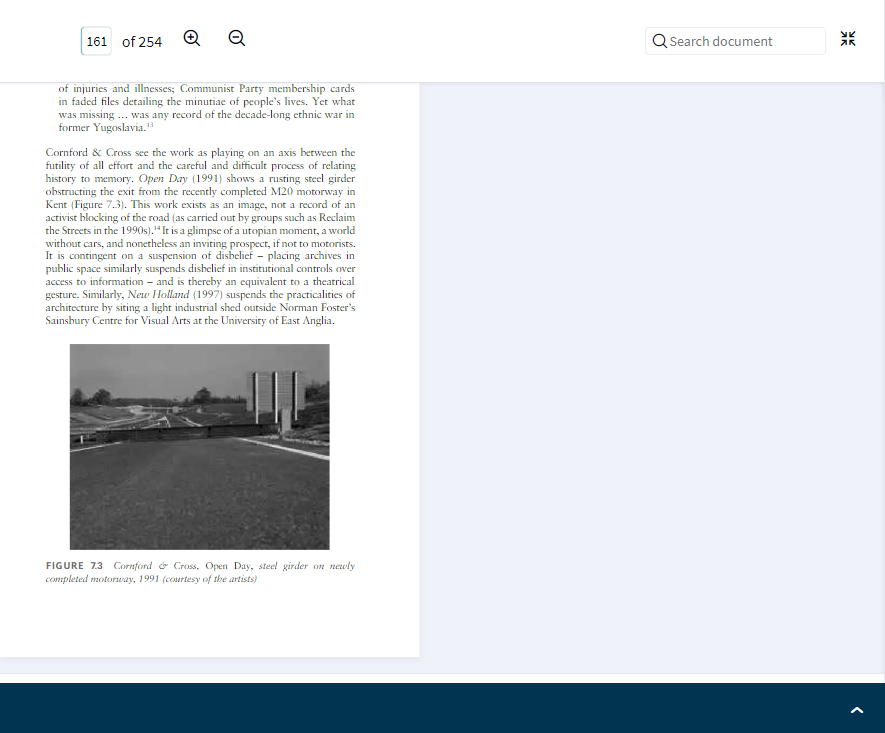 161 of 254
Search document
of injuries and illnesses; Communist Party membership cards
in faded files detailing the minutiae of people's lives. Yet what
was missing … was any record of the decade-long ethnic war in
former Yugoslavia.13
Cornford & Cross see the work as playing on an axis between the
futility of all effort and the careful and difficult process of relating
history to memory. Open Day (1991) shows a rusting steel girder
obstructing the exit from the recently completed M20 motorway in
Kent (Figure 7.3). This work exists as an image, not a record of an
activist blocking of the road (as carried out by groups such as Reclaim
the Streets in the 1990s).14 It is a glimpse of a utopian moment, a world
without cars, and nonetheless an inviting prospect, if not to motorists.
It is contingent on a suspension of disbelief – placing archives in
public space similarly suspends disbelief in institutional controls over
access to information – and is thereby an equivalent to a theatrical
gesture. Similarly, New Holland (1997) suspends the practicalities of
architecture by siting a light industrial shed outside Norman Foster's
Sainsbury Centre for Visual Arts at the University of East Anglia.
FIGURE 7.3 Cornford & Cross, Open Day, steel girder on newly
completed motorway, 1991 (courtesy of the artists)